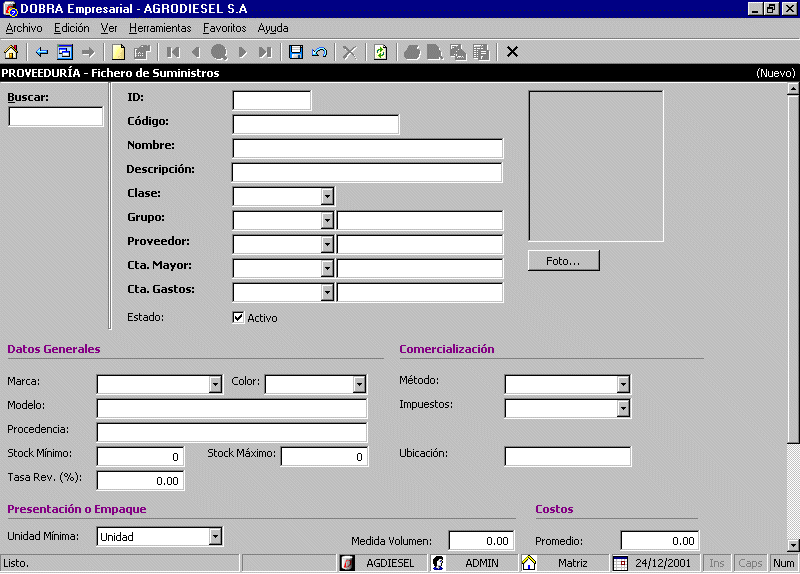 DOBRA Empresarial - AGRODIESEL S.A
Archivo Edición Ver Herramientas Favoritos Ayuda
PROVEEDURÍA - Fichero de Suministros (Nuevo)
Buscar:
ID:
Código:
Nombre:
Descripción:
Clase:
Grupo:
Proveedor:
Cta. Mayor:
Cta. Gastos:
Foto...
Estado: Activo
Datos Generales Comercialización
Marca: Color: Método:
Modelo: Impuestos:
Procedencia:
Stock Mínimo: 0 Stock Máximo: 0 Ubicación:
Tasa Rev. (%): 0.00
Presentación o Empaque Costos
Unidad Mínima: Unidad Medida Volumen: 0.00 Promedio: 0.00
Listo. AGDIESEL ADMIN Matriz 24/12/2001 Ins Caps Num